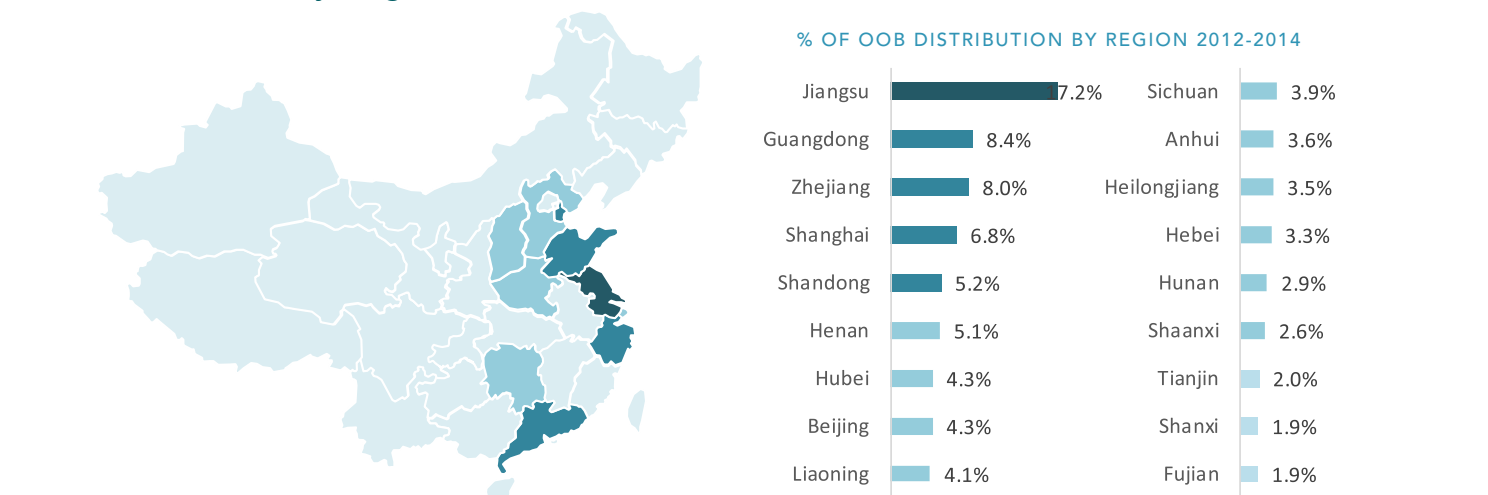 % OF OOB DISTRIBUTION BY REGION 2012-2014
Jiangsu 17.2%
Guangdong 8.4%
Zhejiang 8.0%
Shanghai 6.8%
Shandong 5.2%
Henan 5.1%
Hubei 4.3%
Beijing 4.3%
Liaoning 4.1%
Sichuan 3.9%
Anhui 3.6%
Heilongjiang 3.5%
Hebei 3.3%
Hunan 2.9%
Shaanxi 2.6%
Tianjin 2.0%
Shanxi 1.9%
Fujian 1.9%